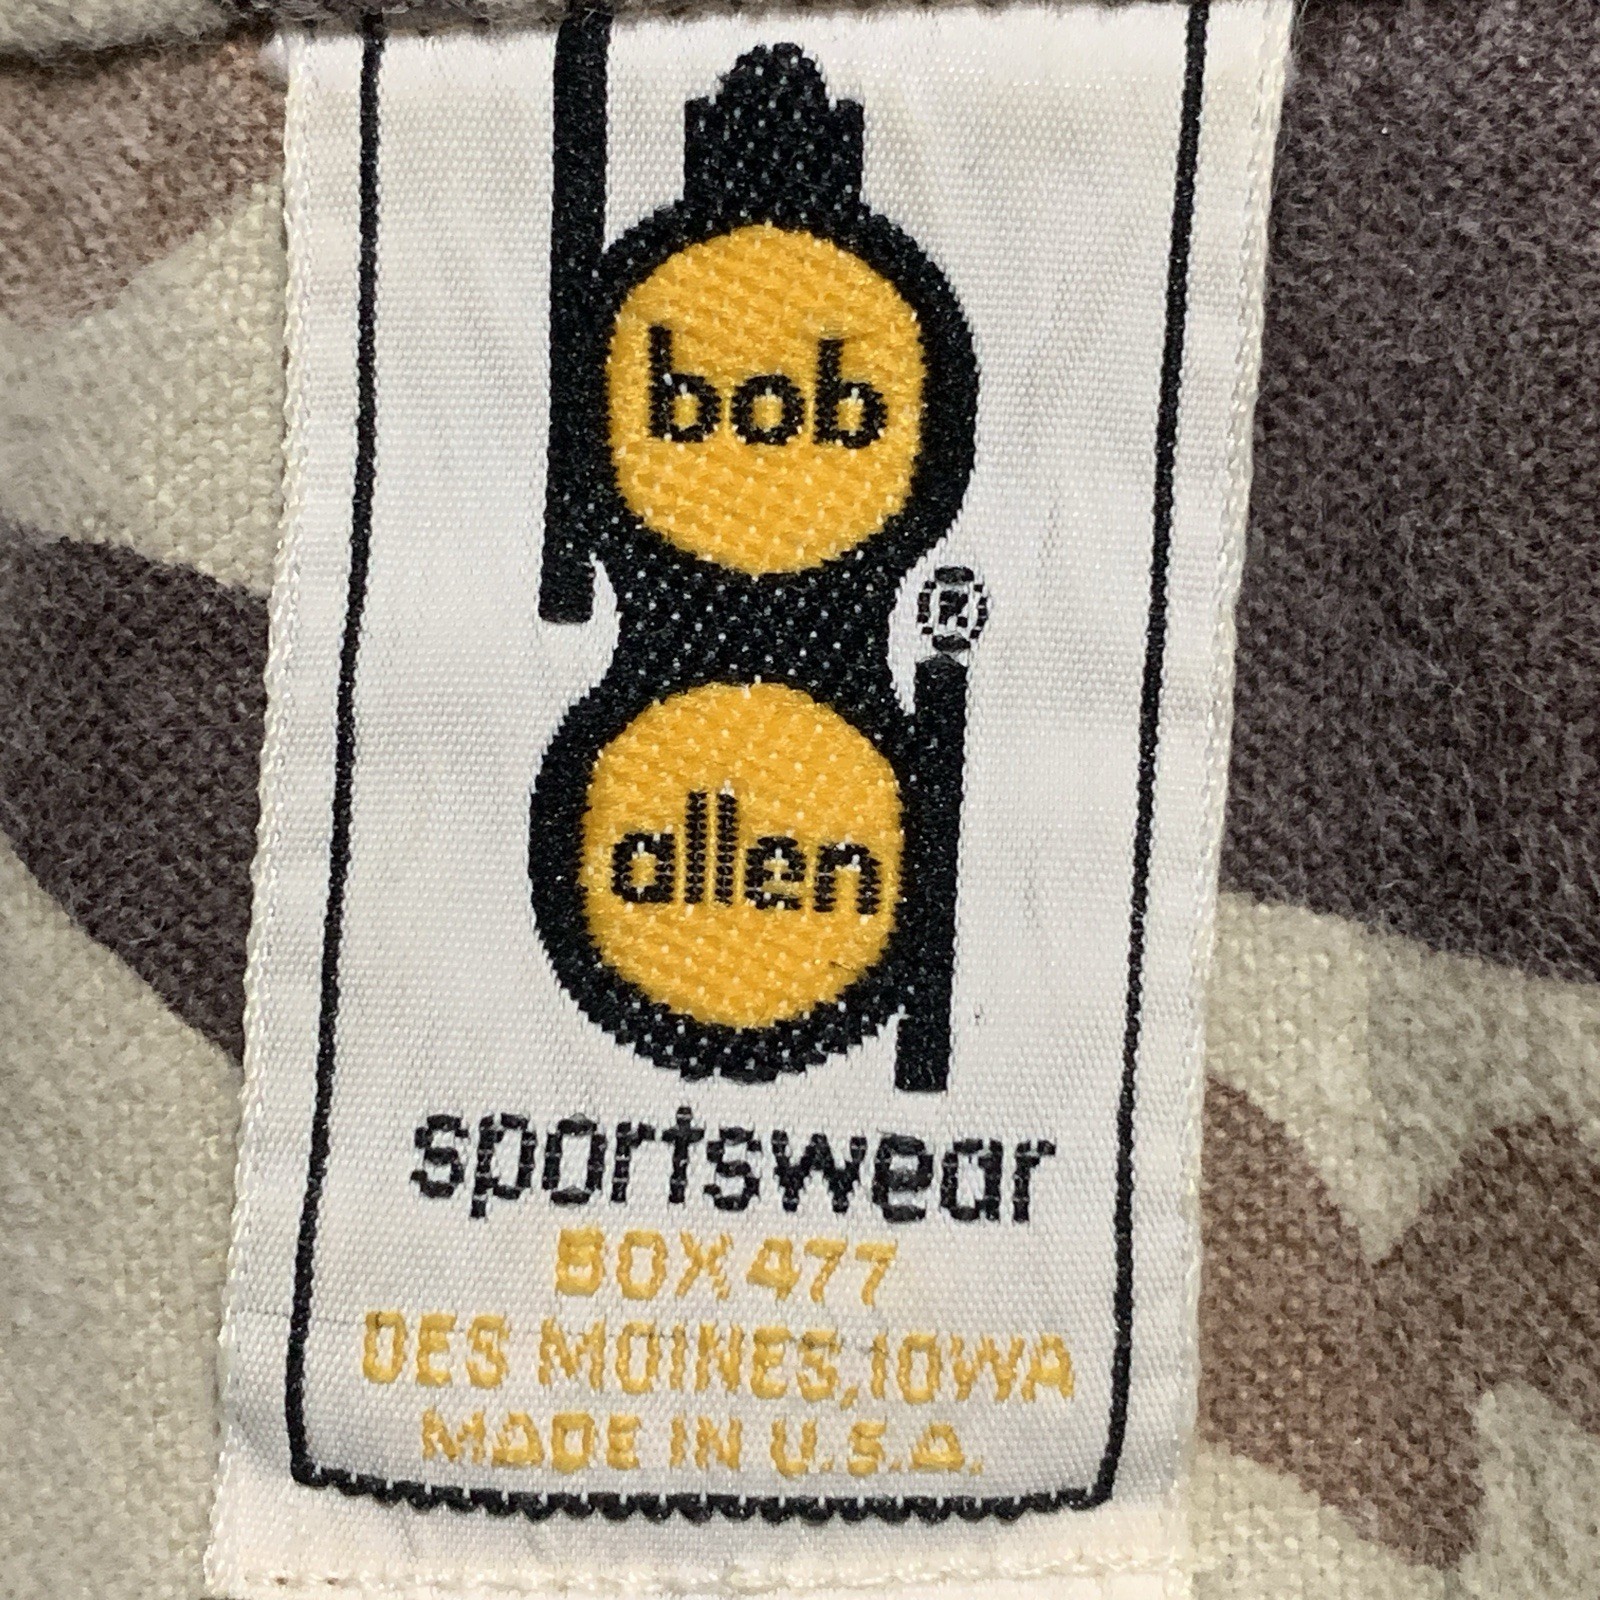 bob
®
allen
sportswear
BOX 477
DES MOINES, IOWA
MADE IN U.S.A.